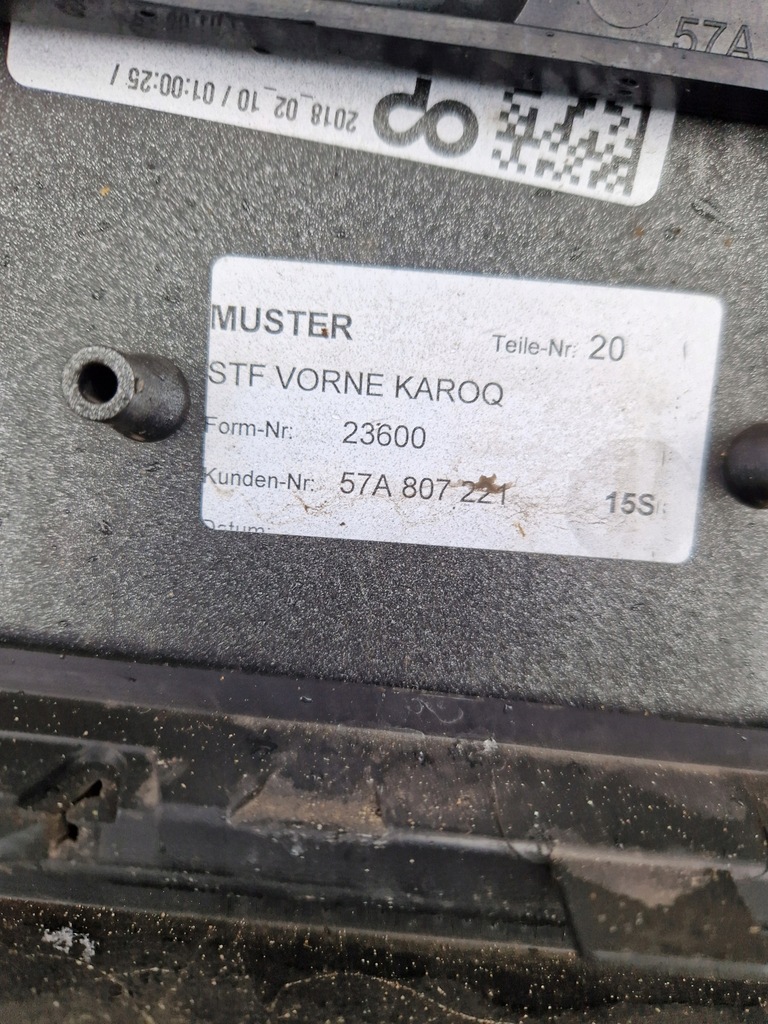 57A
2018_02_10 / 01:00:25 /
MUSTER
Teile-Nr: 20
STF VORNE KAROQ
Form-Nr: 23600
Kunden-Nr: 57A 807 221
15S
Datum: